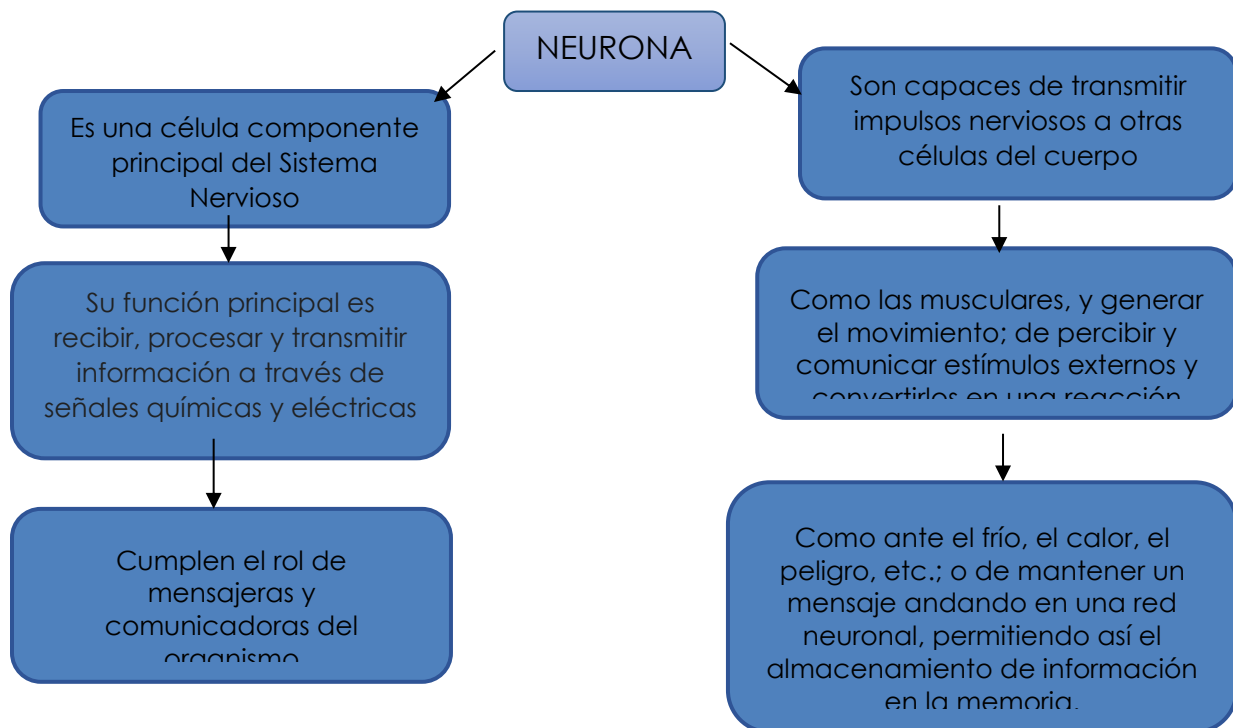 NEURONA
Es una célula componente
principal del Sistema
Nervioso
Su función principal es
recibir, procesar y transmitir
información a través de
señales químicas y eléctricas
Cumplen el rol de
mensajeras y
comunicadoras del
organismo
Son capaces de transmitir
impulsos nerviosos a otras
células del cuerpo
Como las musculares, y generar
el movimiento; de percibir y
comunicar estímulos externos y
convertirlos en una reacción
Como ante el frío, el calor, el
peligro, etc.; o de mantener un
mensaje andando en una red
neuronal, permitiendo así el
almacenamiento de información
en la memoria.